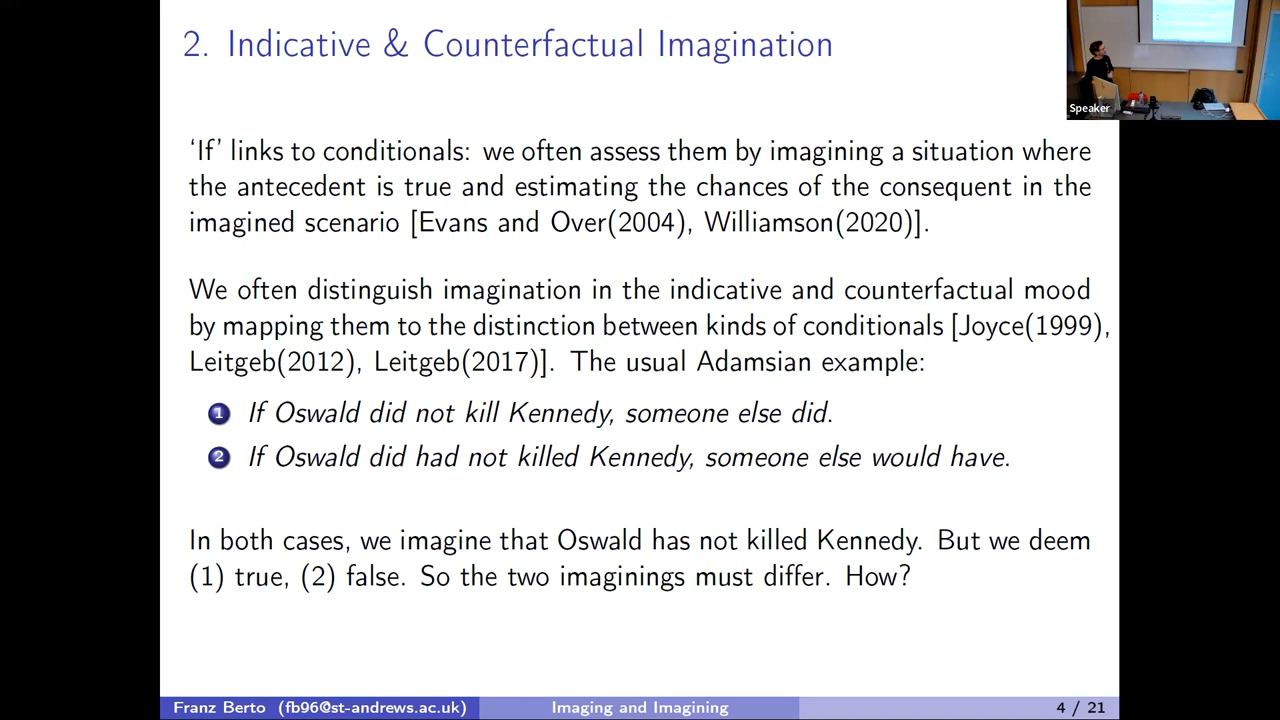 2. Indicative & Counterfactual Imagination
Speaker
‘If’ links to conditionals: we often assess them by imagining a situation where
the antecedent is true and estimating the chances of the consequent in the
imagined scenario [Evans and Over(2004), Williamson(2020)].
We often distinguish imagination in the indicative and counterfactual mood
by mapping them to the distinction between kinds of conditionals [Joyce(1999),
Leitgeb(2012), Leitgeb(2017)]. The usual Adamsian example:
1 If Oswald did not kill Kennedy, someone else did.
2 If Oswald did had not killed Kennedy, someone else would have.
In both cases, we imagine that Oswald has not killed Kennedy. But we deem
(1) true, (2) false. So the two imaginings must differ. How?
Franz Berto (fb96@st-andrews.ac.uk) Imaging and Imagining 4 / 21